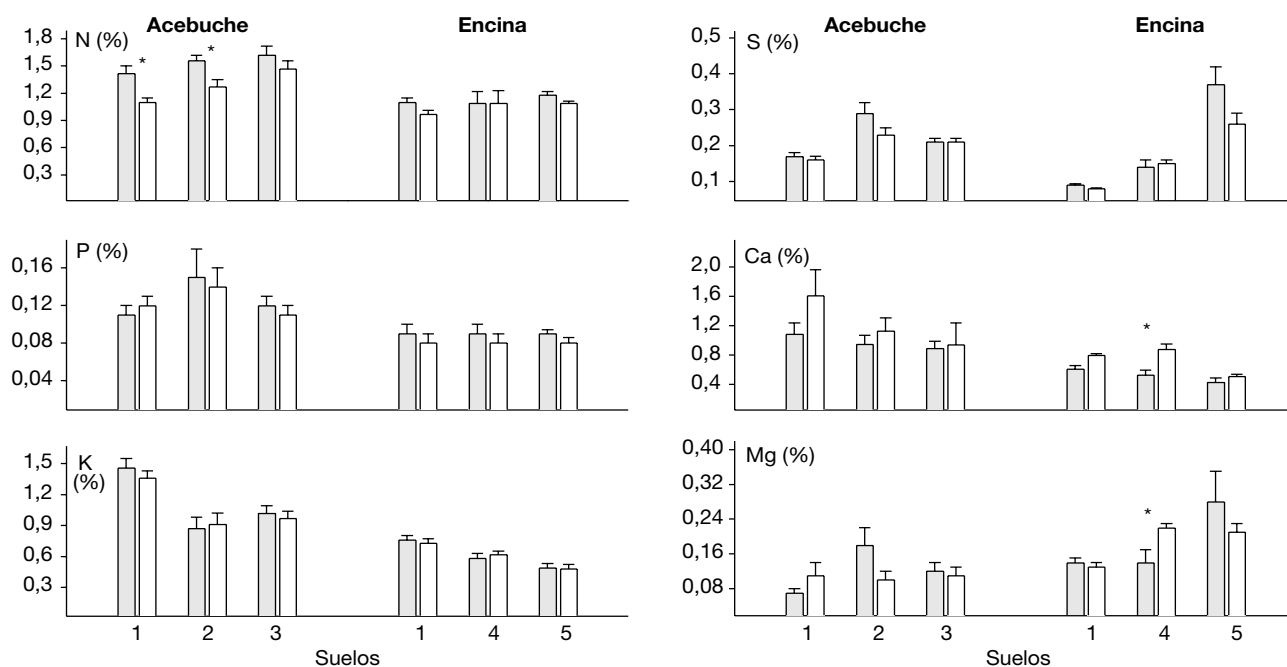 Acebuche Encina
N (%)
1,8
1,5
1,2
0,9
0,6
0,3
* *
P (%)
0,16
0,12
0,08
0,04
K
(%)
1,5
1,2
0,9
0,6
0,3
1 2 3 1 4 5
Suelos
Acebuche Encina
S (%)
0,5
0,4
0,3
0,2
0,1
Ca (%)
2,0
1,6
1,2
0,8
0,4
*
Mg (%)
0,40
0,32
0,24
0,16
0,08
*
1 2 3 1 4 5
Suelos